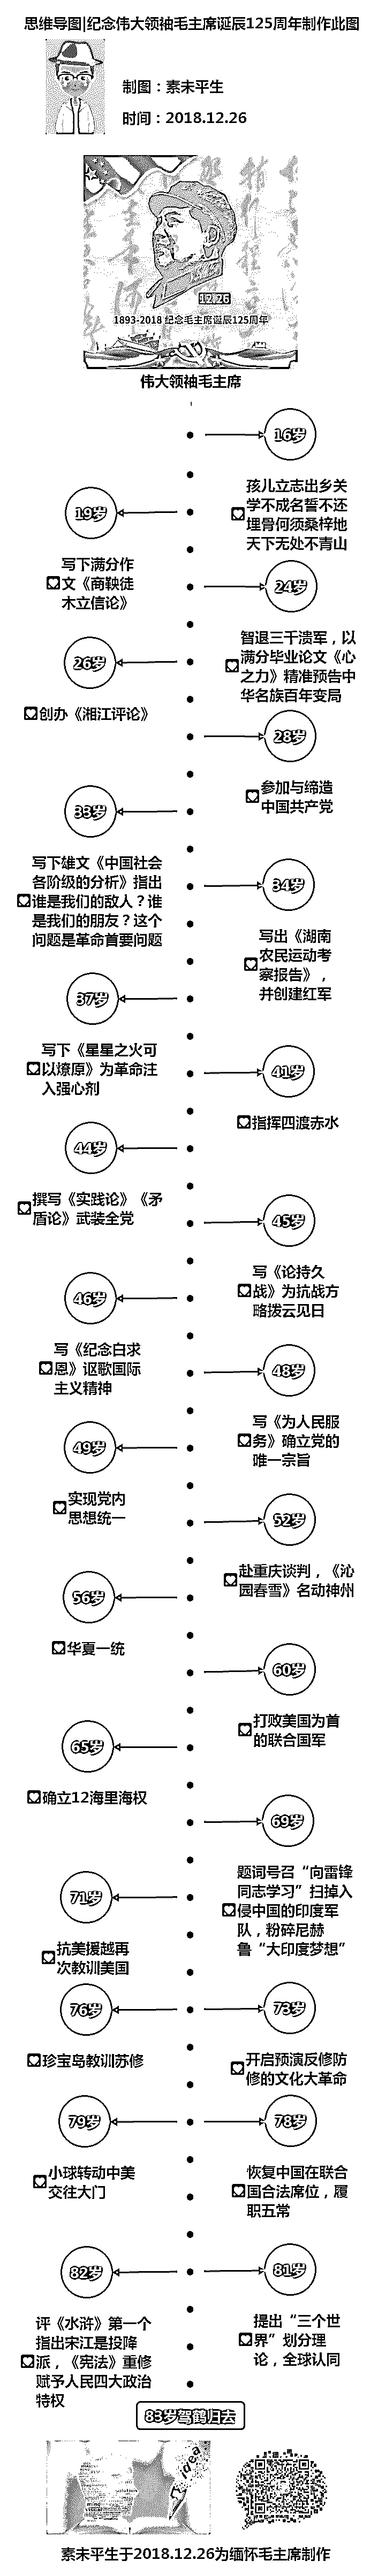 思维导图|纪念伟大领袖毛主席诞辰125周年制作此图
制图：素未平生
时间：2018.12.26
12.26
1893-2018 纪念毛主席诞辰125周年
伟大领袖毛主席
16岁
孩儿立志出乡关
学不成名誓不还
埋骨何须桑梓地
天下无处不青山
19岁
写下满分作
文《商鞅徒
木立信论》
24岁
智退三千溃军，以
满分毕业论文《心
之力》精准预告中
华名族百年变局
26岁
创办《湘江评论》
28岁
参加与缔造
中国共产党
33岁
写下雄文《中国社会
各阶级的分析》指出
谁是我们的敌人？谁
是我们的朋友？这个
问题是革命首要问题
34岁
写出《湖南
农民运动考
察报告》，
并创建红军
37岁
写下《星星之火可
以燎原》为革命注
入强心剂
41岁
指挥四渡赤水
44岁
撰写《实践论》《矛
盾论》武装全党
45岁
写《论持久
战》为抗战方
略拨云见日
46岁
写《纪念白求
恩》讴歌国际
主义精神
48岁
写《为人民服
务》确立党的
唯一宗旨
49岁
实现党内
思想统一
52岁
赴重庆谈判，《沁
园春雪》名动神州
56岁
华夏一统
60岁
打败美国为首
的联合国军
65岁
确立12海里海权
69岁
题词号召“向雷锋
同志学习”扫掉入
侵中国的印度军
队，粉碎尼赫
鲁“大印度梦想”
71岁
抗美援越再
次教训美国
73岁
开启预演反修防
修的文化大革命
76岁
珍宝岛教训苏修
78岁
恢复中国在联合
国合法席位，履
职五常
79岁
小球转动中美
交往大门
81岁
提出“三个世
界”划分理
论，全球认同
82岁
评《水浒》第一个
指出宋江是投降
派，《宪法》重修
赋予人民四大政治
特权
83岁驾鹤归去
idea
素未平生于2018.12.26为缅怀毛主席制作